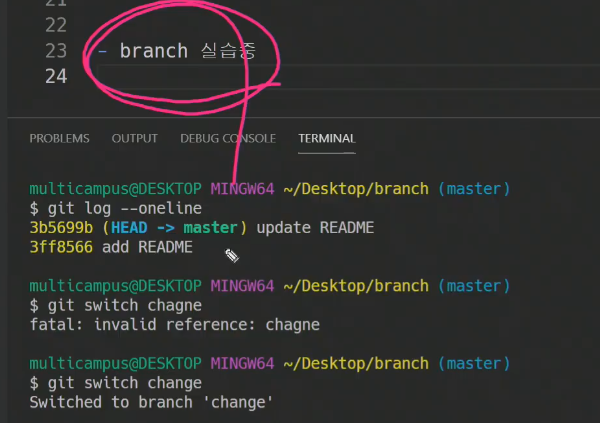 22
23 - branch 실습중
24
PROBLEMS OUTPUT DEBUG CONSOLE TERMINAL
multicampus@DESKTOP MINGW64 ~/Desktop/branch (master)
$ git log --oneline
3b5699b (HEAD -> master) update README
3ff8566 add README
multicampus@DESKTOP MINGW64 ~/Desktop/branch (master)
$ git switch chagne
fatal: invalid reference: chagne
multicampus@DESKTOP MINGW64 ~/Desktop/branch (master)
$ git switch change
Switched to branch 'change'